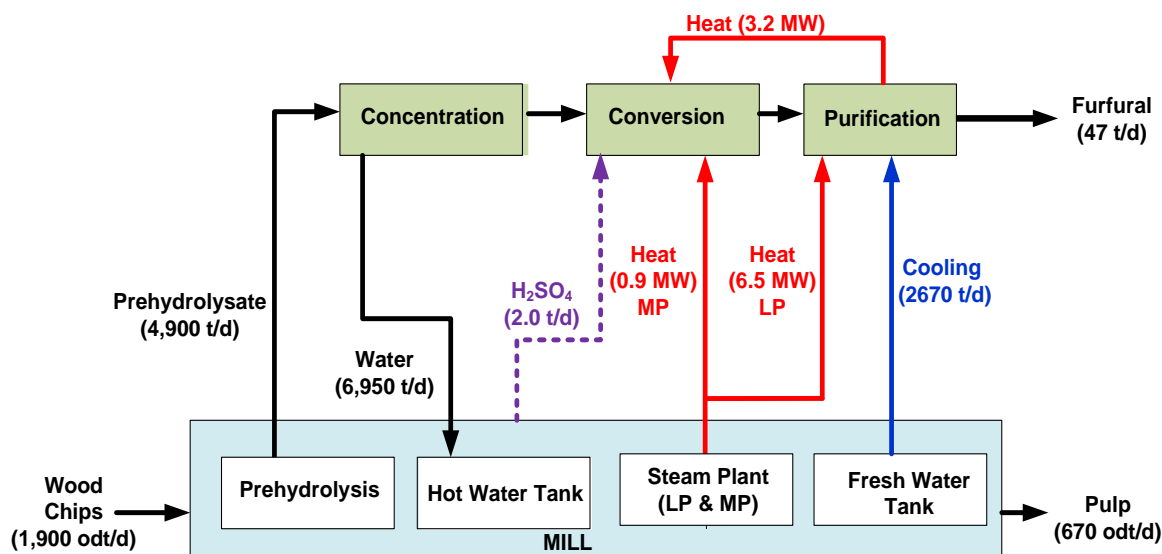 Heat (3.2 MW)
Concentration
Conversion
Purification
Furfural
(47 t/d)
Prehydrolysate
(4,900 t/d)
Water
(6,950 t/d)
H₂SO₄
(2.0 t/d)
Heat
(0.9 MW)
MP
Heat
(6.5 MW)
LP
Cooling
(2670 t/d)
Wood
Chips
(1,900 odt/d)
Prehydrolysis
Hot Water Tank
Steam Plant
(LP & MP)
Fresh Water
Tank
MILL
Pulp
(670 odt/d)